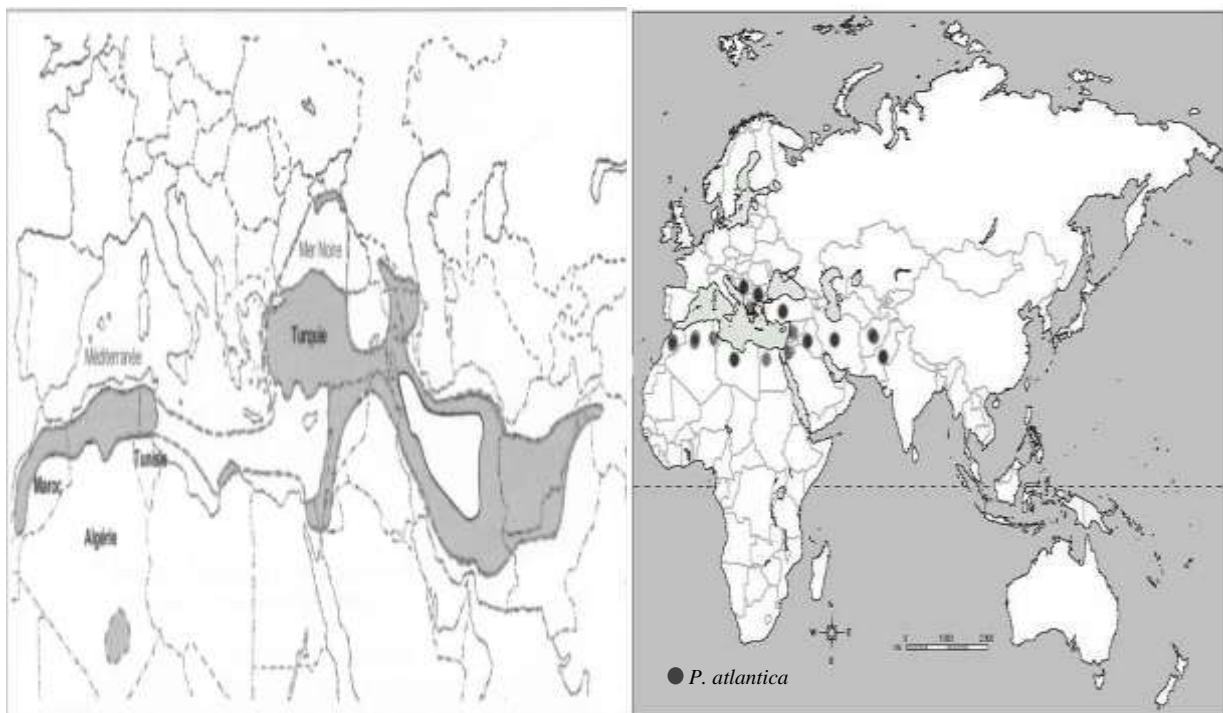 Mer Noire
Turquie
Méditerranée
Maroc
Tunisie
Algérie
P. atlantica